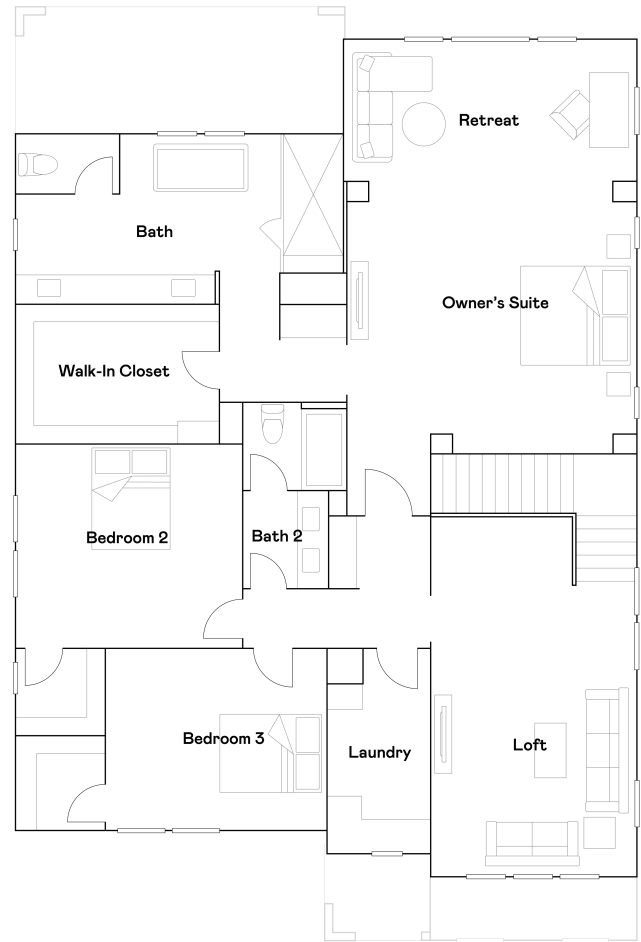 Retreat
Bath
Owner's Suite
Walk-In Closet
Bedroom 2
Bath 2
Bedroom 3
Laundry
Loft